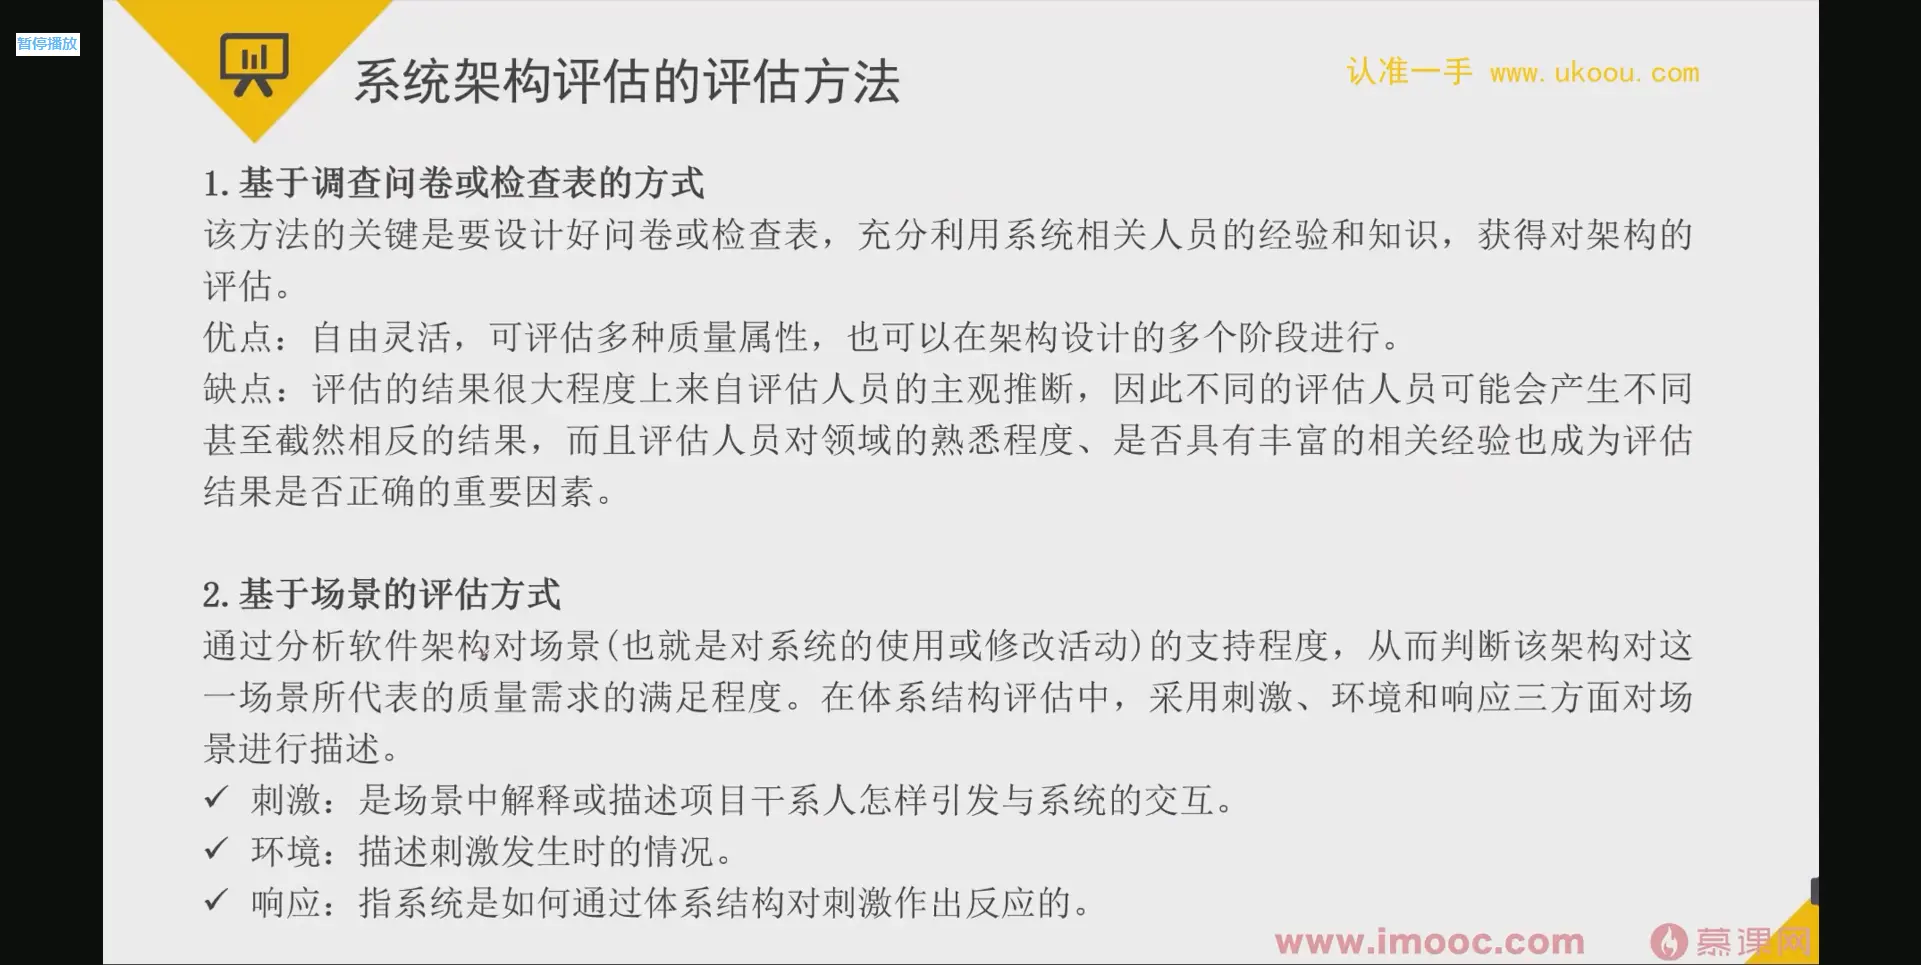 暂停播放
系统架构评估的评估方法
认准一手 www.ukoou.com
1.基于调查问卷或检查表的方式
该方法的关键是要设计好问卷或检查表，充分利用系统相关人员的经验和知识，获得对架构的
评估。
优点：自由灵活，可评估多种质量属性，也可以在架构设计的多个阶段进行。
缺点：评估的结果很大程度上来自评估人员的主观推断，因此不同的评估人员可能会产生不同
甚至截然相反的结果，而且评估人员对领域的熟悉程度、是否具有丰富的相关经验也成为评估
结果是否正确的重要因素。
2.基于场景的评估方式
通过分析软件架构对场景(也就是对系统的使用或修改活动)的支持程度，从而判断该架构对这
一场景所代表的质量需求的满足程度。在体系结构评估中，采用刺激、环境和响应三方面对场
景进行描述。
✓ 刺激：是场景中解释或描述项目干系人怎样引发与系统的交互。
✓ 环境：描述刺激发生时的情况。
✓ 响应：指系统是如何通过体系结构对刺激作出反应的。
www.imooc.com 慕课网